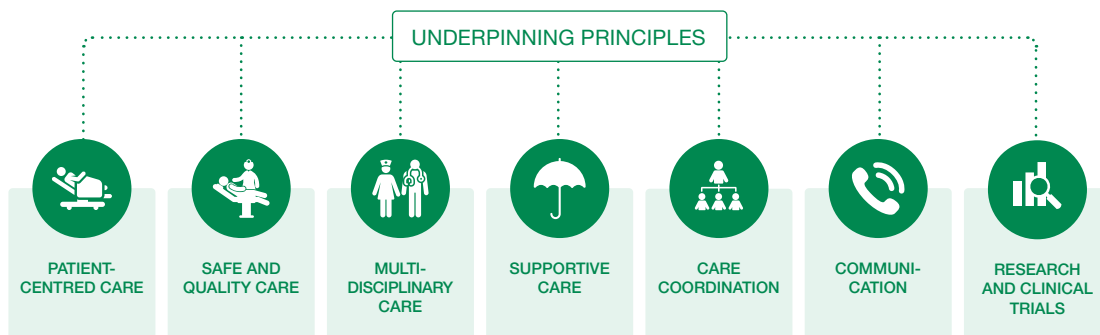 UNDERPINNING PRINCIPLES
PATIENT-
CENTRED CARE
SAFE AND
QUALITY CARE
MULTI-
DISCIPLINARY
CARE
SUPPORTIVE
CARE
CARE
COORDINATION
COMMUNI-
CATION
RESEARCH
AND CLINICAL
TRIALS